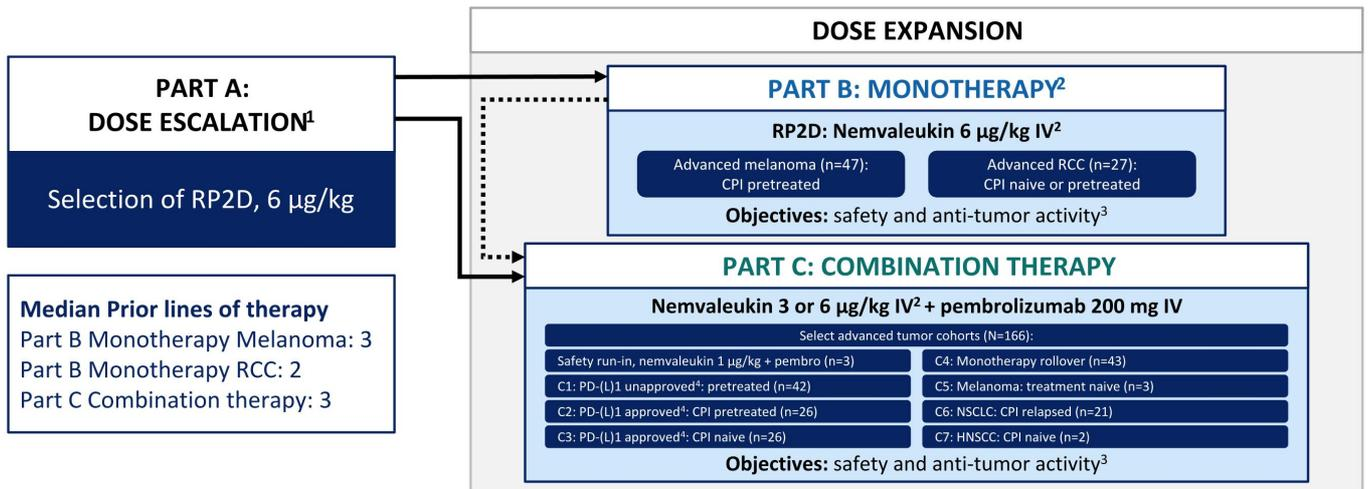 DOSE EXPANSION
PART A:
DOSE ESCALATION¹
Selection of RP2D, 6 µg/kg
Median Prior lines of therapy
Part B Monotherapy Melanoma: 3
Part B Monotherapy RCC: 2
Part C Combination therapy: 3
PART B: MONOTHERAPY²
RP2D: Nemvaleukin 6 µg/kg IV²
Advanced melanoma (n=47):
CPI pretreated
Advanced RCC (n=27):
CPI naive or pretreated
Objectives: safety and anti-tumor activity³
PART C: COMBINATION THERAPY
Nemvaleukin 3 or 6 µg/kg IV² + pembrolizumab 200 mg IV
Select advanced tumor cohorts (N=166):
Safety run-in, nemvaleukin 1 µg/kg + pembro (n=3)
C1: PD-(L)1 unapproved⁴: pretreated (n=42)
C2: PD-(L)1 approved⁴: CPI pretreated (n=26)
C3: PD-(L)1 approved⁴: CPI naive (n=26)
C4: Monotherapy rollover (n=43)
C5: Melanoma: treatment naive (n=3)
C6: NSCLC: CPI relapsed (n=21)
C7: HNSCC: CPI naive (n=2)
Objectives: safety and anti-tumor activity³